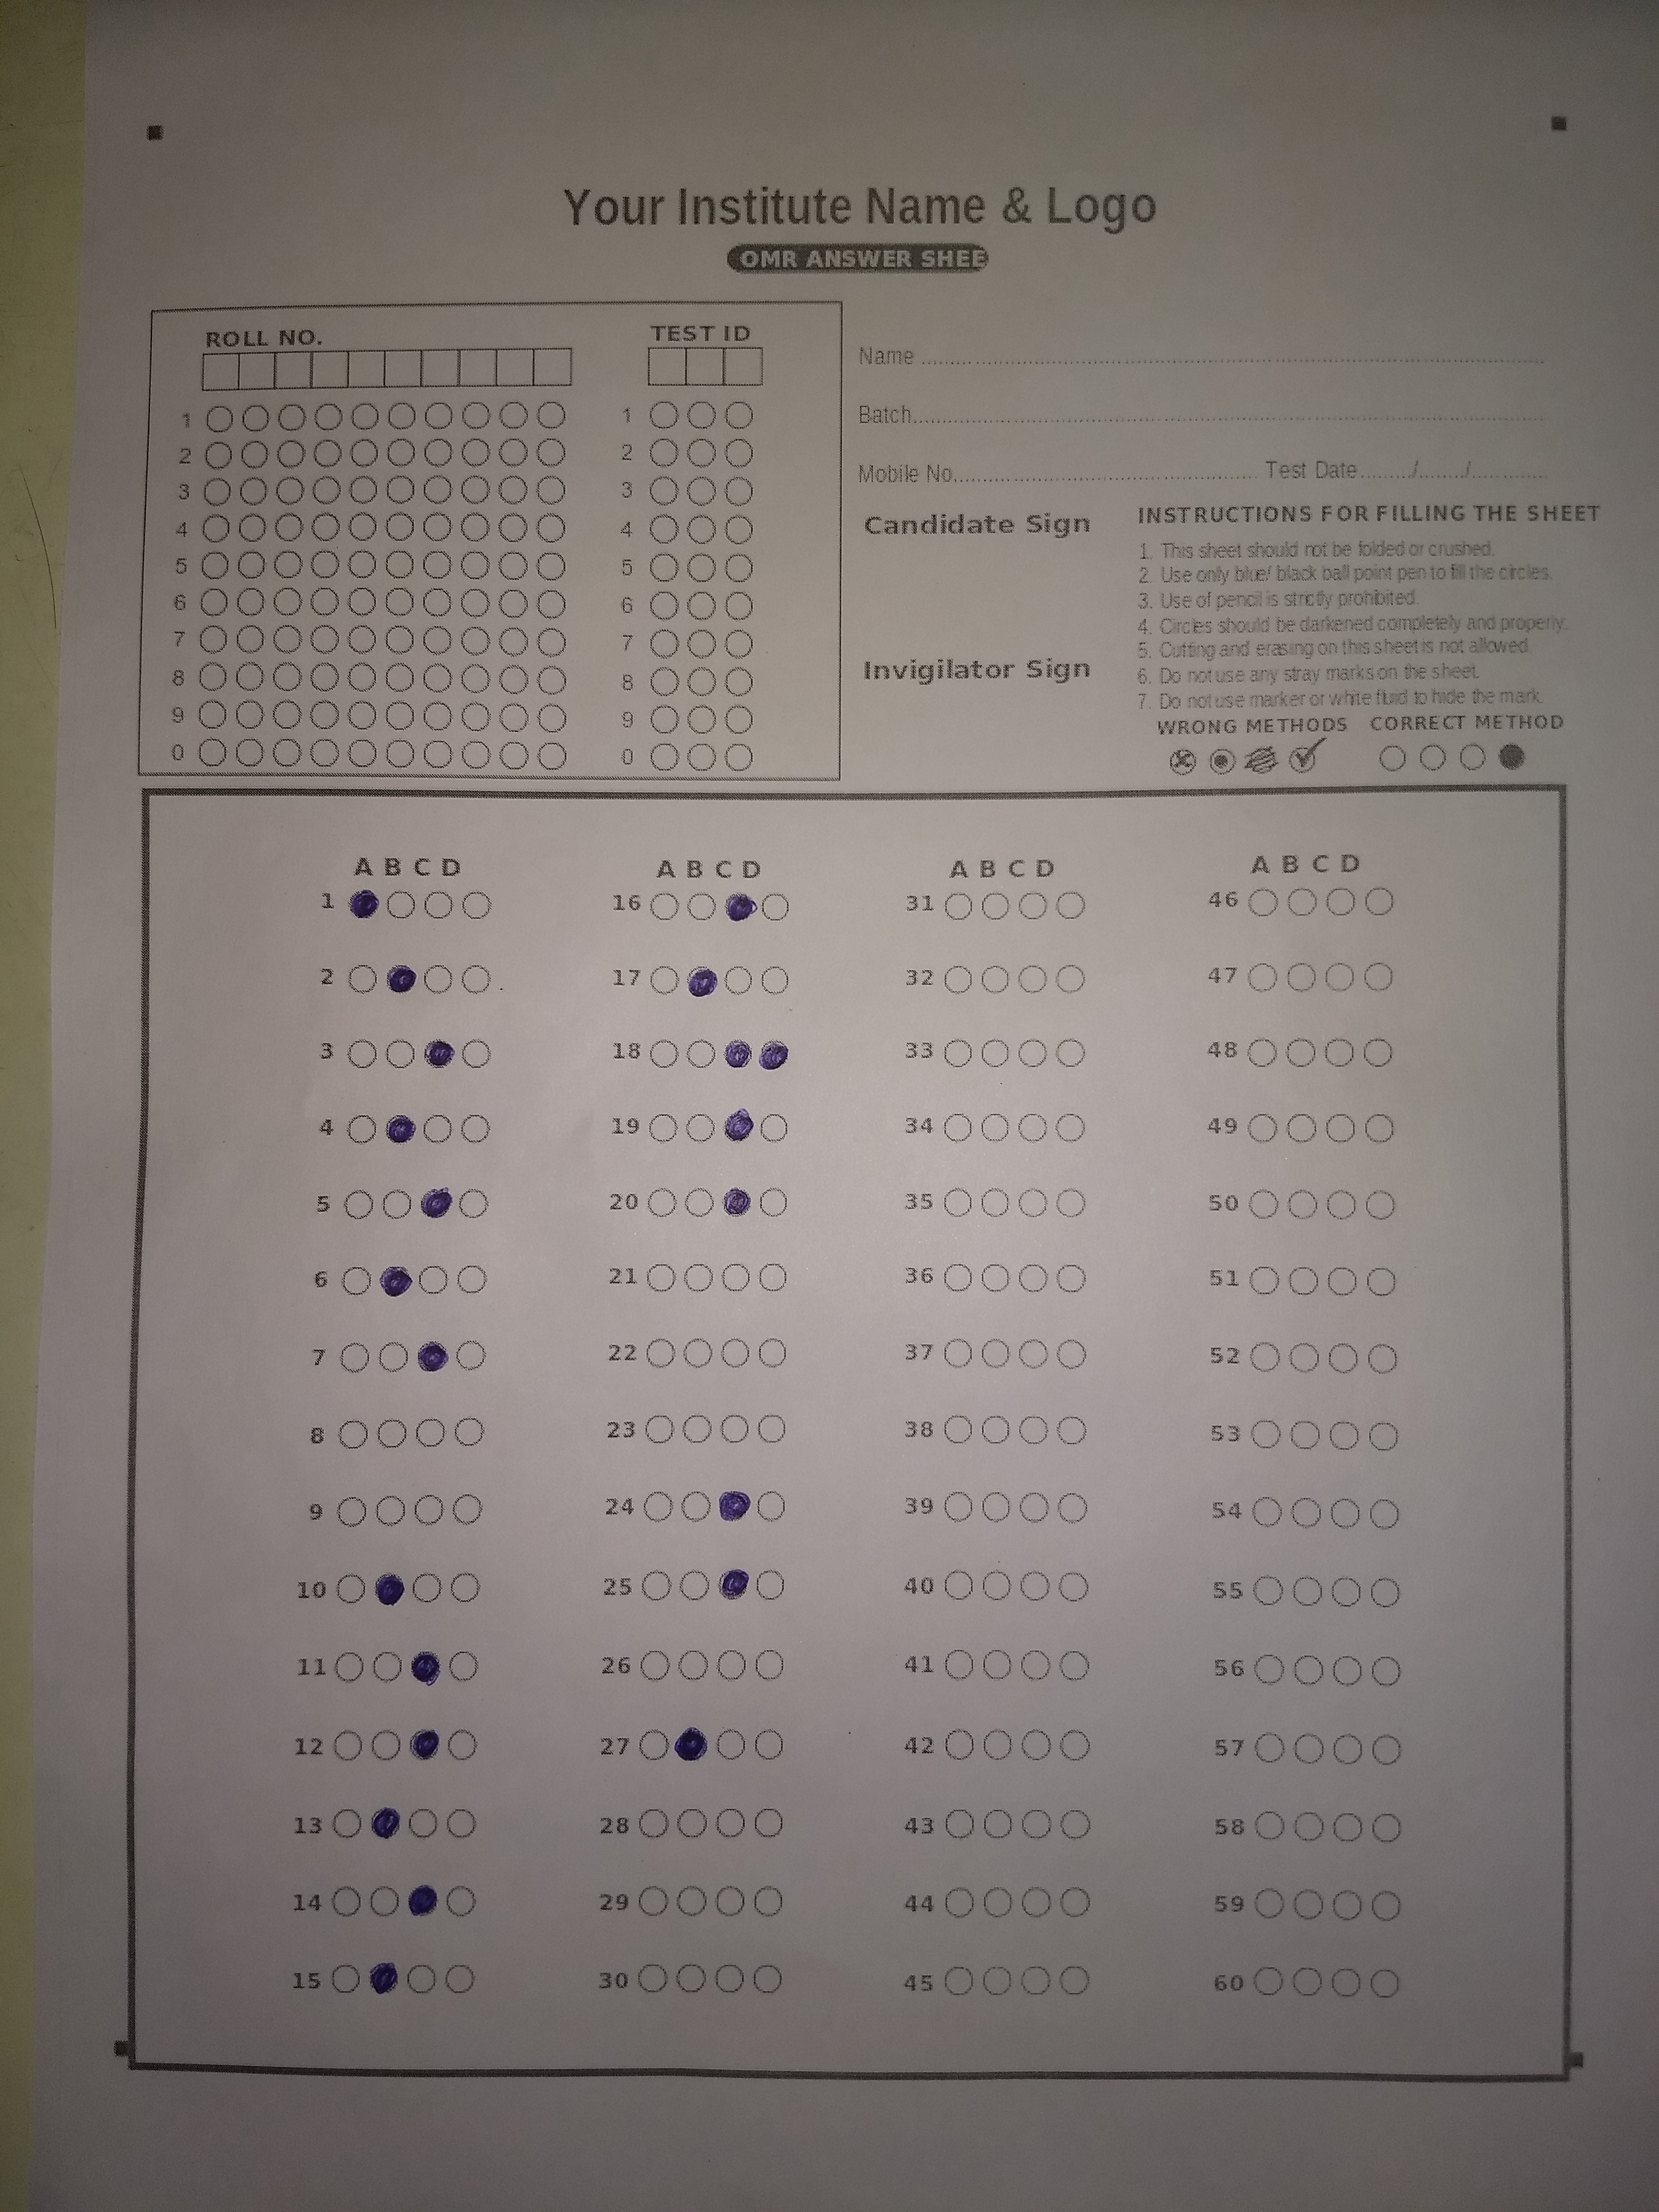 Your Institute Name & Logo
OMR ANSWER SHEE
ROLL NO.
TEST ID
1 1
2 2
3 3
4 4
5 5
6 6
7 7
8 8
9 9
0 0
Name
Batch
Mobile No. Test Date ......../......../............
Candidate Sign
Invigilator Sign
INSTRUCTIONS FOR FILLING THE SHEET
1. This sheet should not be folded or crushed.
2. Use only blue/ black ball point pen to fill the circles.
3. Use of pencil is strictly prohibited.
4. Circles should be darkened completely and properly.
5. Cutting and erasing on this sheet is not allowed
6. Do not use any stray marks on the sheet.
7. Do not use marker or white fluid to hide the mark.
WRONG METHODS CORRECT METHOD
A B C D A B C D A B C D A B C D
1 16 31 46
2 17 32 47
3 18 33 48
4 19 34 49
5 20 35 50
6 21 36 51
7 22 37 52
8 23 38 53
9 24 39 54
10 25 40 55
11 26 41 56
12 27 42 57
13 28 43 58
14 29 44 59
15 30 45 60